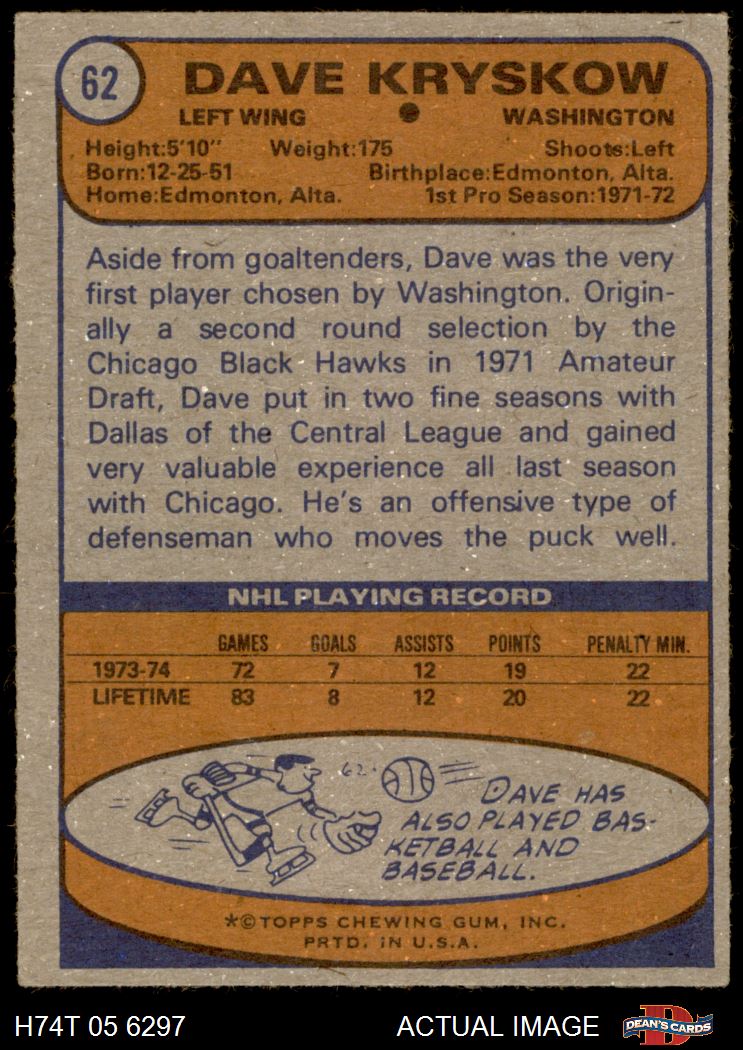 62
DAVE KRYSKOW
LEFT WING ● WASHINGTON
Height:5'10" Weight:175 Shoots:Left
Born:12-25-51 Birthplace:Edmonton, Alta.
Home:Edmonton, Alta. 1st Pro Season:1971-72
Aside from goaltenders, Dave was the very
first player chosen by Washington. Origin-
ally a second round selection by the
Chicago Black Hawks in 1971 Amateur
Draft, Dave put in two fine seasons with
Dallas of the Central League and gained
very valuable experience all last season
with Chicago. He's an offensive type of
defenseman who moves the puck well.
NHL PLAYING RECORD
GAMES GOALS ASSISTS POINTS PENALTY MIN.
1973-74 72 7 12 19 22
LIFETIME 83 8 12 20 22
62.
DAVE HAS
ALSO PLAYED BAS-
KETBALL AND
BASEBALL.
*©TOPPS CHEWING GUM, INC.
PRTD. IN U.S.A.
H74T 05 6297 ACTUAL IMAGE D DEAN'S CARDS